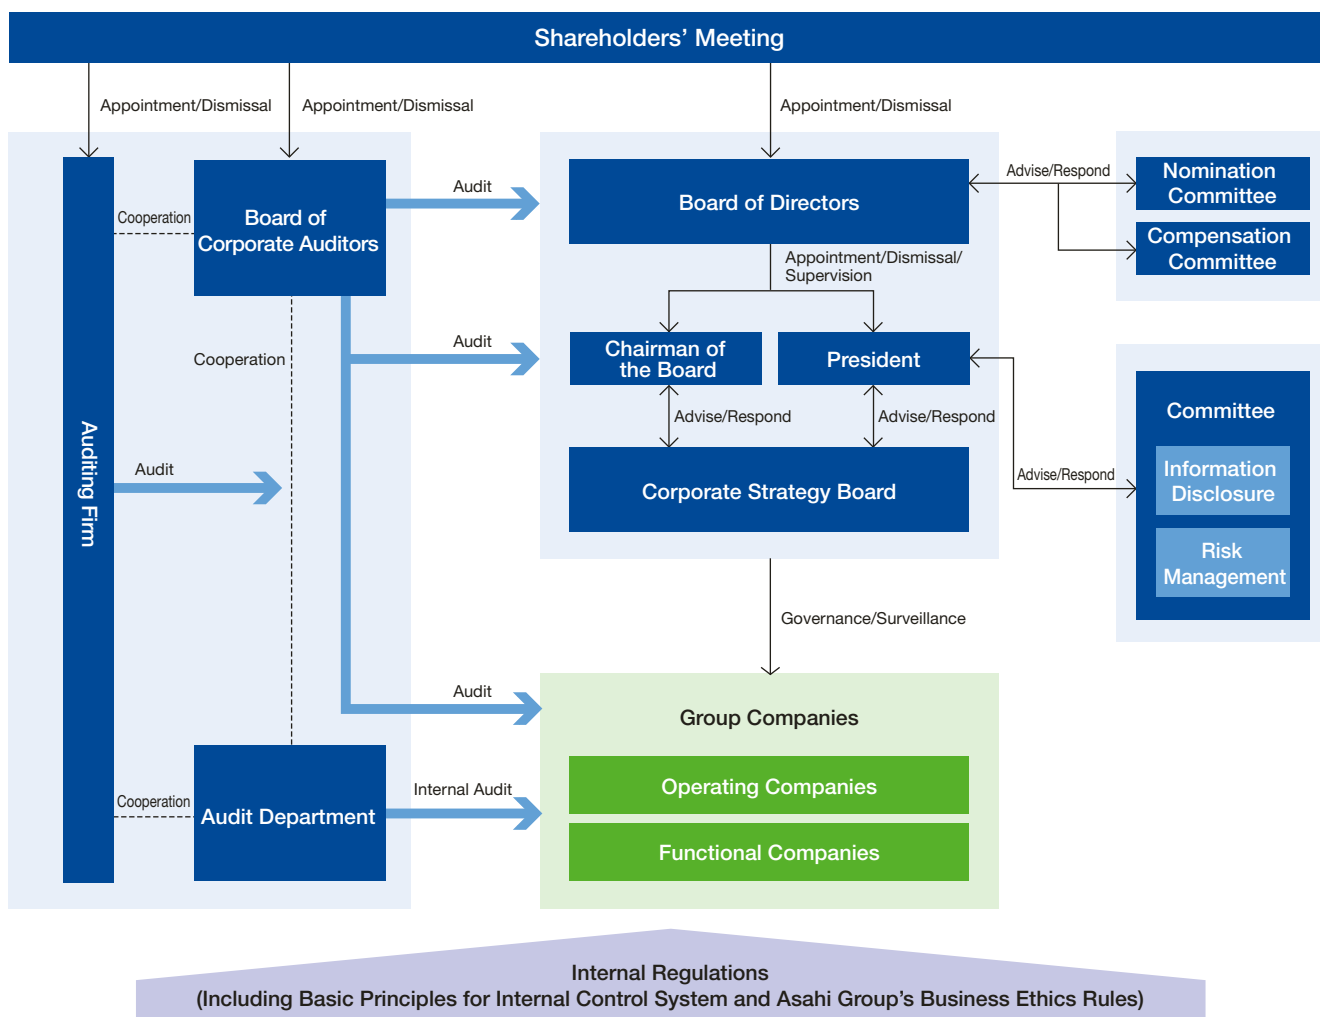 Shareholders’ Meeting
Appointment/Dismissal
Appointment/Dismissal
Appointment/Dismissal
Auditing Firm
Cooperation
Board of
Corporate Auditors
Audit
Board of Directors
Advise/Respond
Nomination
Committee
Compensation
Committee
Appointment/Dismissal/
Supervision
Cooperation
Audit
Chairman of
the Board
President
Advise/Respond
Advise/Respond
Audit
Corporate Strategy Board
Advise/Respond
Committee
Information
Disclosure
Risk
Management
Governance/Surveillance
Audit
Group Companies
Operating Companies
Functional Companies
Cooperation
Audit Department
Internal Audit
Internal Regulations
(Including Basic Principles for Internal Control System and Asahi Group’s Business Ethics Rules)